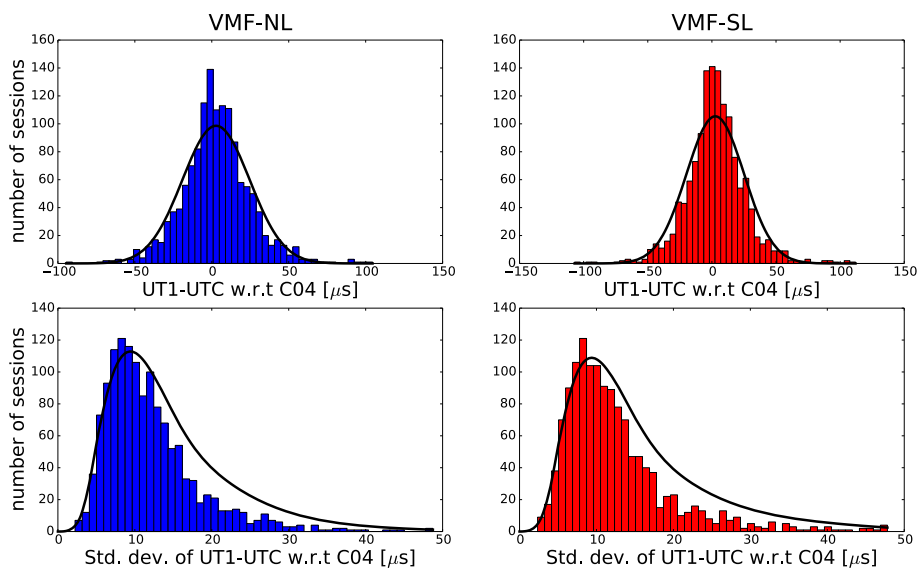 VMF-NL
VMF-SL
number of sessions
160
140
120
100
80
60
40
20
0
−100 −50 0 50 100 150
UT1-UTC w.r.t C04 [μs]
160
140
120
100
80
60
40
20
0
−150 −100 −50 0 50 100 150
UT1-UTC w.r.t C04 [μs]
number of sessions
140
120
100
80
60
40
20
0
0 10 20 30 40 50
Std. dev. of UT1-UTC w.r.t C04 [μs]
140
120
100
80
60
40
20
0
0 10 20 30 40 50
Std. dev. of UT1-UTC w.r.t C04 [μs]